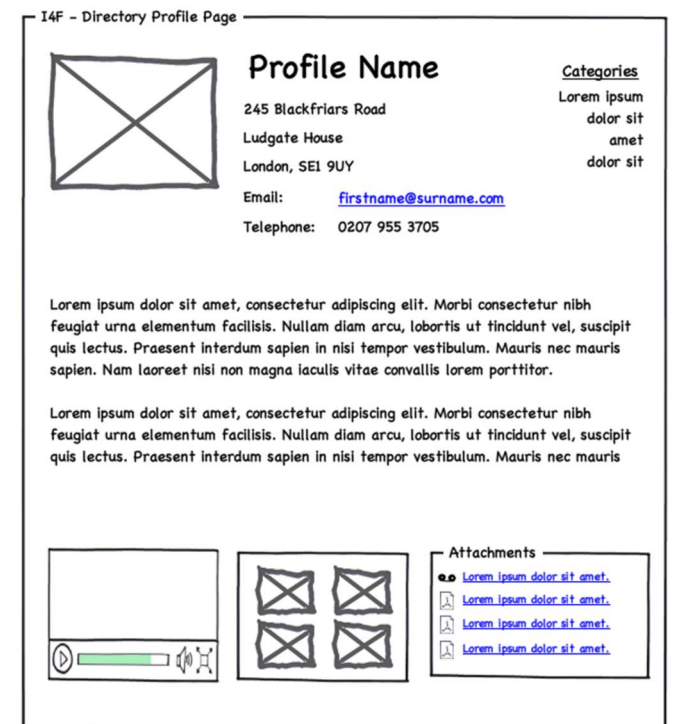 I4F - Directory Profile Page
Profile Name
245 Blackfriars Road
Ludgate House
London, SE1 9UY
Email: firstname@surname.com
Telephone: 0207 955 3705
Categories
Lorem ipsum
dolor sit
amet
dolor sit
Lorem ipsum dolor sit amet, consectetur adipiscing elit. Morbi consectetur nibh
feugiat urna elementum facilisis. Nullam diam arcu, lobortis ut tincidunt vel, suscipit
quis lectus. Praesent interdum sapien in nisi tempor vestibulum. Mauris nec mauris
sapien. Nam laoreet nisi non magna iaculis vitae convallis lorem porttitor.
Lorem ipsum dolor sit amet, consectetur adipiscing elit. Morbi consectetur nibh
feugiat urna elementum facilisis. Nullam diam arcu, lobortis ut tincidunt vel, suscipit
quis lectus. Praesent interdum sapien in nisi tempor vestibulum. Mauris nec mauris
Attachments
Lorem ipsum dolor sit amet.
Lorem ipsum dolor sit amet.
Lorem ipsum dolor sit amet.
Lorem ipsum dolor sit amet.